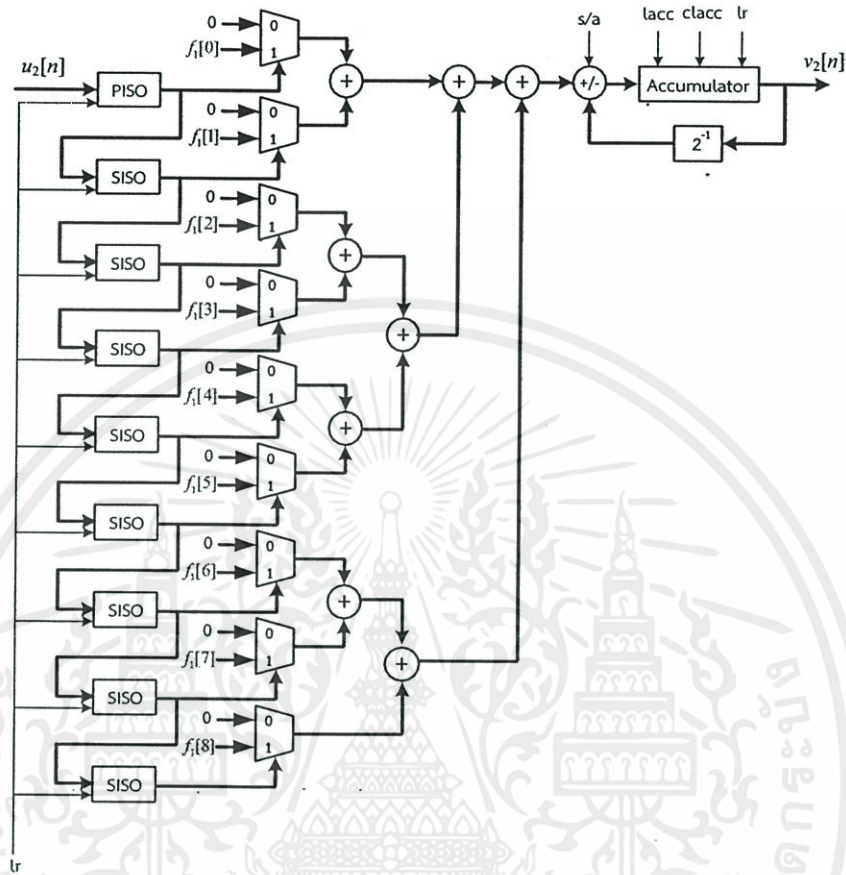 s/a
lacc clacc lr
u₂[n]
PISO
0
f₁[0]
0
1
+
+
+
+/-
Accumulator
v₂[n]
2⁻¹
0
f₁[1]
0
1
SISO
0
f₁[2]
0
1
+
SISO
0
f₁[3]
0
1
+
SISO
0
f₁[4]
0
1
+
SISO
0
f₁[5]
0
1
SISO
0
f₁[6]
0
1
+
SISO
0
f₁[7]
0
1
+
SISO
0
f₁[8]
0
1
SISO
lr